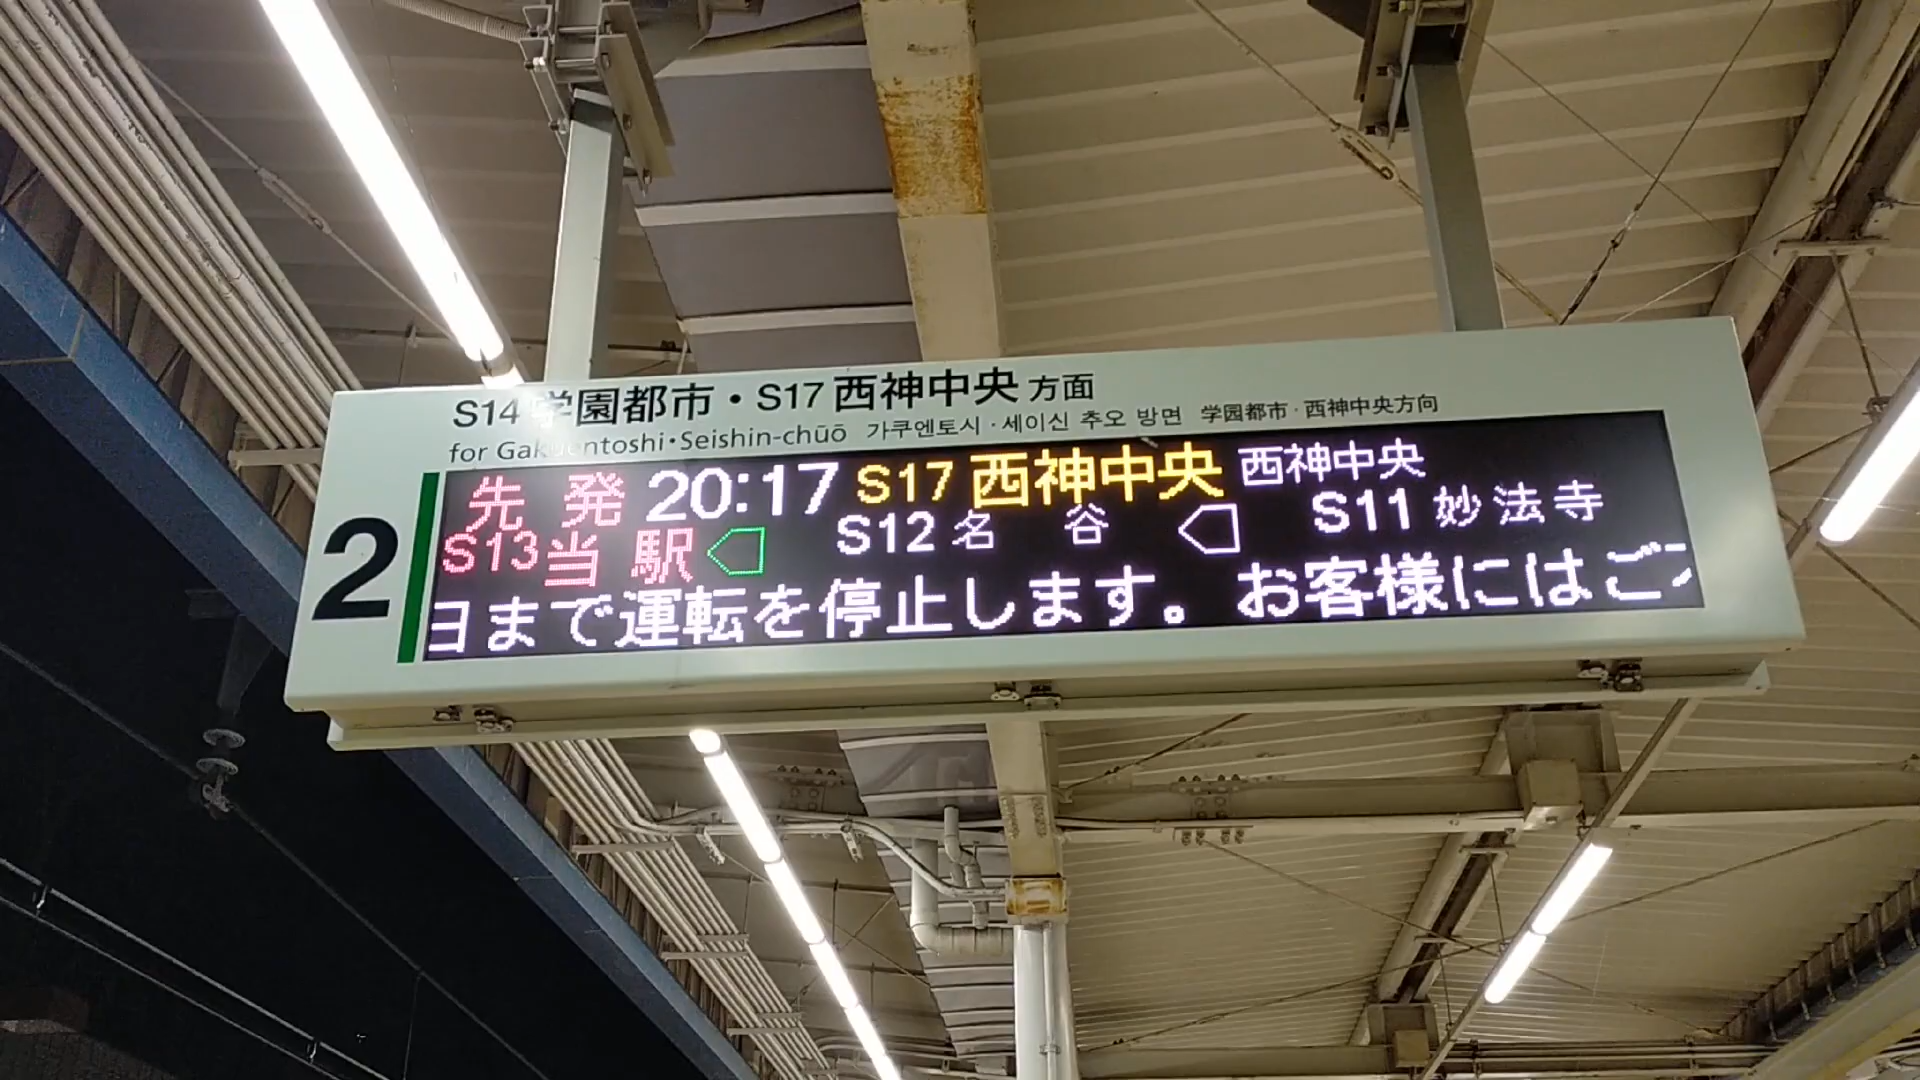 S14 学園都市・S17 西神中央 方面
for Gakuentoshi・Seishin-chūō 가쿠엔토시・세이신 추오 방면 学园都市・西神中央方向
2
先発 20:17 S17 西神中央 西神中央
S13 当駅 S12 名谷 S11 妙法寺
日まで運転を停止します。お客様にはご